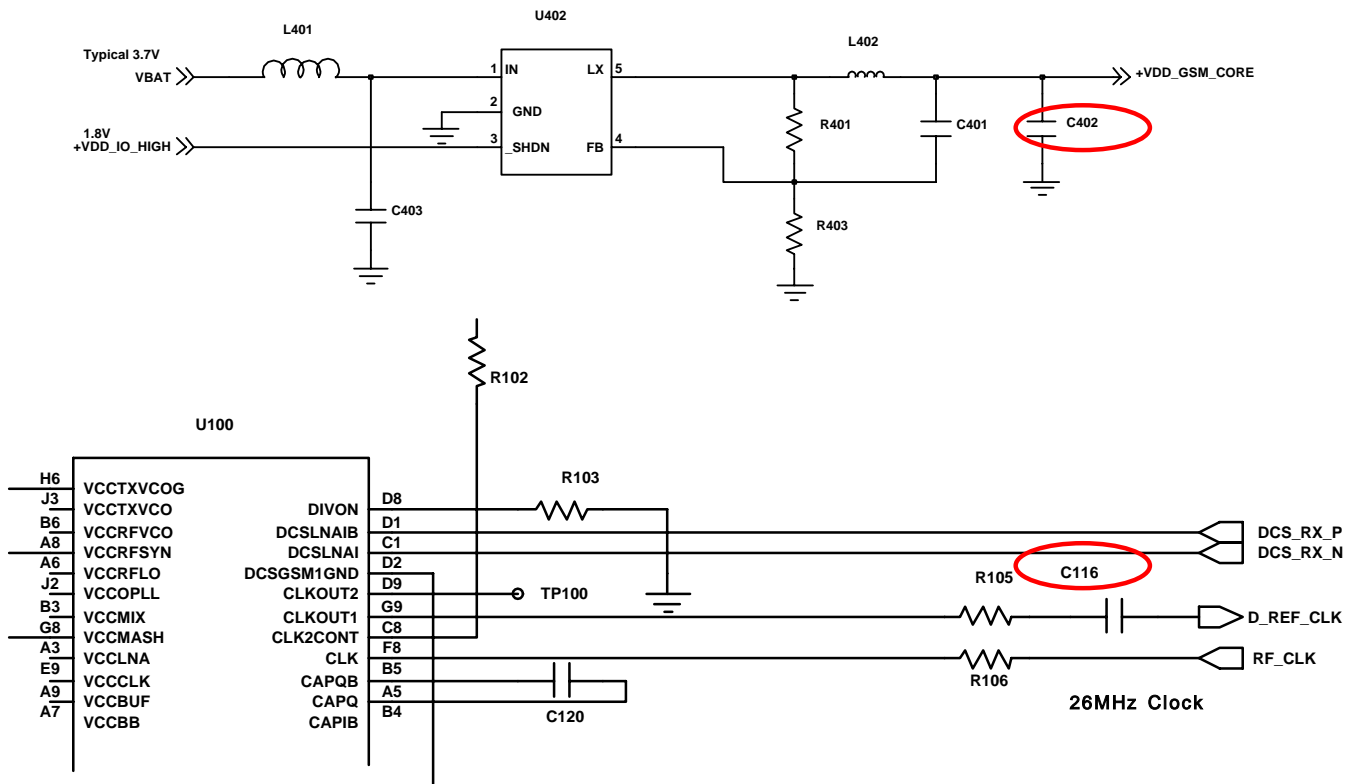 U402
L401
L402
Typical 3.7V
VBAT
1 IN
LX 5
+VDD_GSM_CORE
2 GND
R401
C401
C402
1.8V
+VDD_IO_HIGH
3 _SHDN
FB 4
C403
R403
R102
U100
H6 VCCTXVCOG
J3 VCCTXVCO
B6 VCCRFVCO
A8 VCCRFSYN
A6 VCCRFLO
J2 VCCOPLL
B3 VCCMIX
G8 VCCMASH
A3 VCCLNA
E9 VCCCLK
A9 VCCBUF
A7 VCCBB
DIVON D8
DCSLNAIB D1
DCSLNAI C1
DCSGSM1GND D2
CLKOUT2 D9
CLKOUT1 G9
CLK2CONT C8
CLK F8
CAPQB B5
CAPQ A5
CAPIB B4
R103
DCS_RX_P
DCS_RX_N
TP100
R105
C116
D_REF_CLK
RF_CLK
R106
C120
26MHz Clock